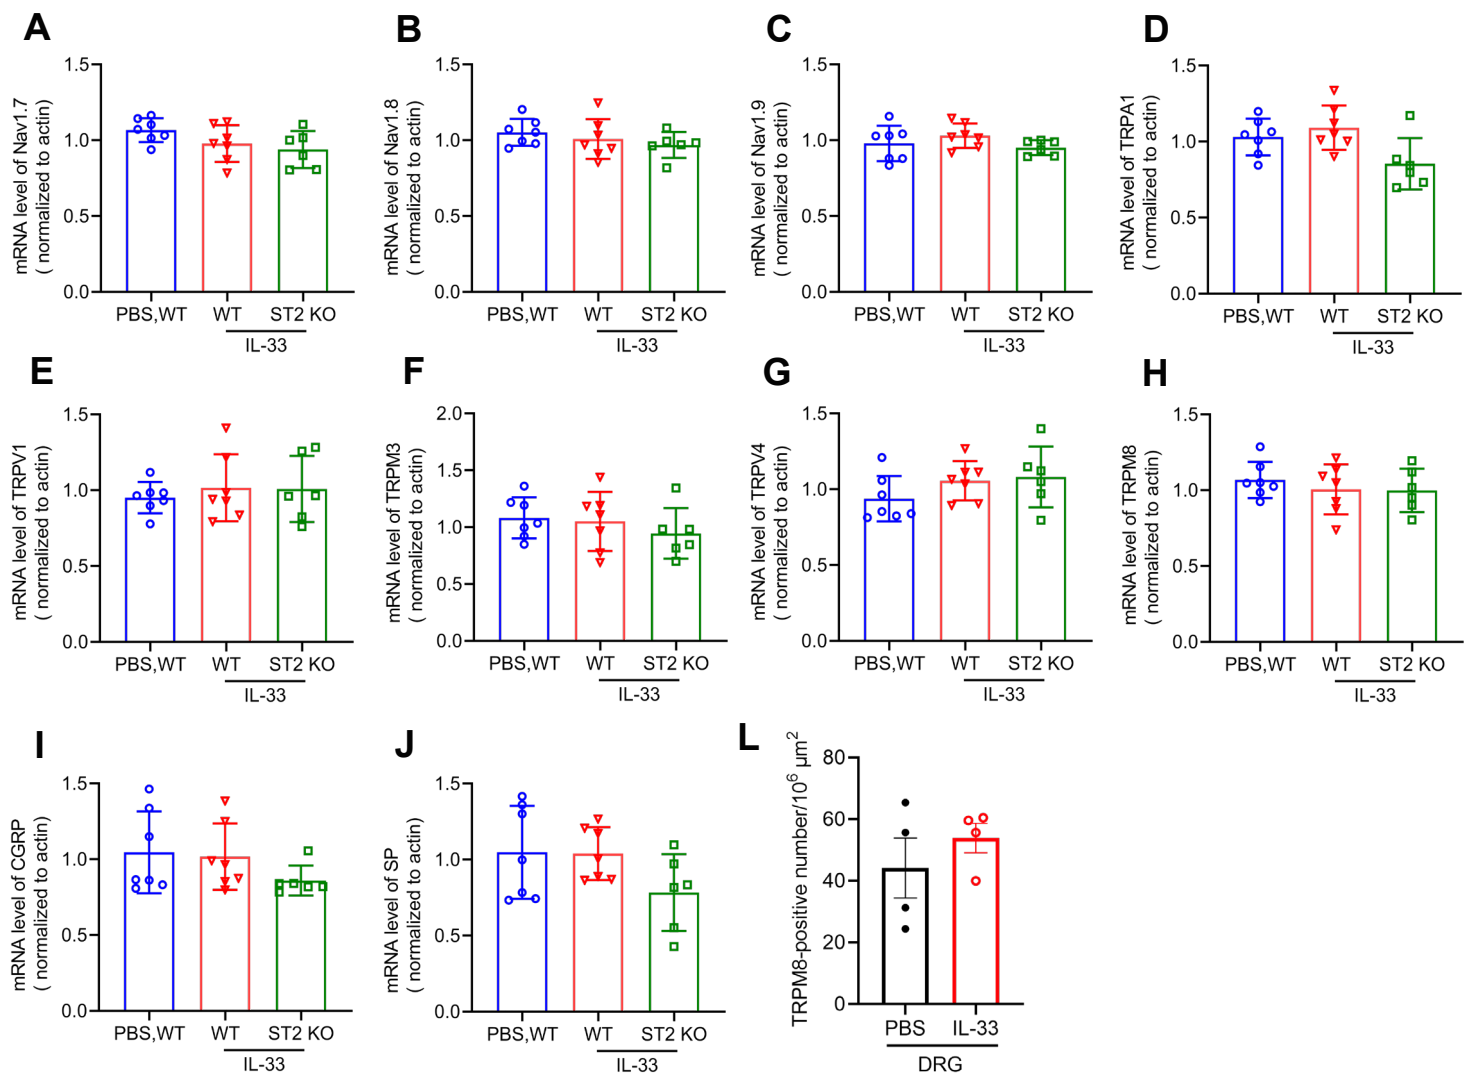 A
mRNA level of Nav1.7
( normalized to actin)
1.5
1.0
0.5
0.0
PBS,WT WT ST2 KO
IL-33
B
mRNA level of Nav1.8
( normalized to actin)
1.5
1.0
0.5
0.0
PBS,WT WT ST2 KO
IL-33
C
mRNA level of Nav1.9
( normalized to actin)
1.5
1.0
0.5
0.0
PBS,WT WT ST2 KO
IL-33
D
mRNA level of TRPA1
( normalized to actin)
1.5
1.0
0.5
0.0
PBS,WT WT ST2 KO
IL-33
E
mRNA level of TRPV1
( normalized to actin)
1.5
1.0
0.5
0.0
PBS,WT WT ST2 KO
IL-33
F
mRNA level of TRPM3
( normalized to actin)
2.0
1.5
1.0
0.5
0.0
PBS,WT WT ST2 KO
IL-33
G
mRNA level of TRPV4
( normalized to actin)
1.5
1.0
0.5
0.0
PBS,WT WT ST2 KO
IL-33
H
mRNA level of TRPM8
( normalized to actin)
1.5
1.0
0.5
0.0
PBS,WT WT ST2 KO
IL-33
I
mRNA level of CGRP
( normalized to actin)
1.5
1.0
0.5
0.0
PBS,WT WT ST2 KO
IL-33
J
mRNA level of SP
( normalized to actin)
1.5
1.0
0.5
0.0
PBS,WT WT ST2 KO
IL-33
L
TRPM8-positive number/10⁶ µm²
80
60
40
20
0
PBS IL-33
DRG